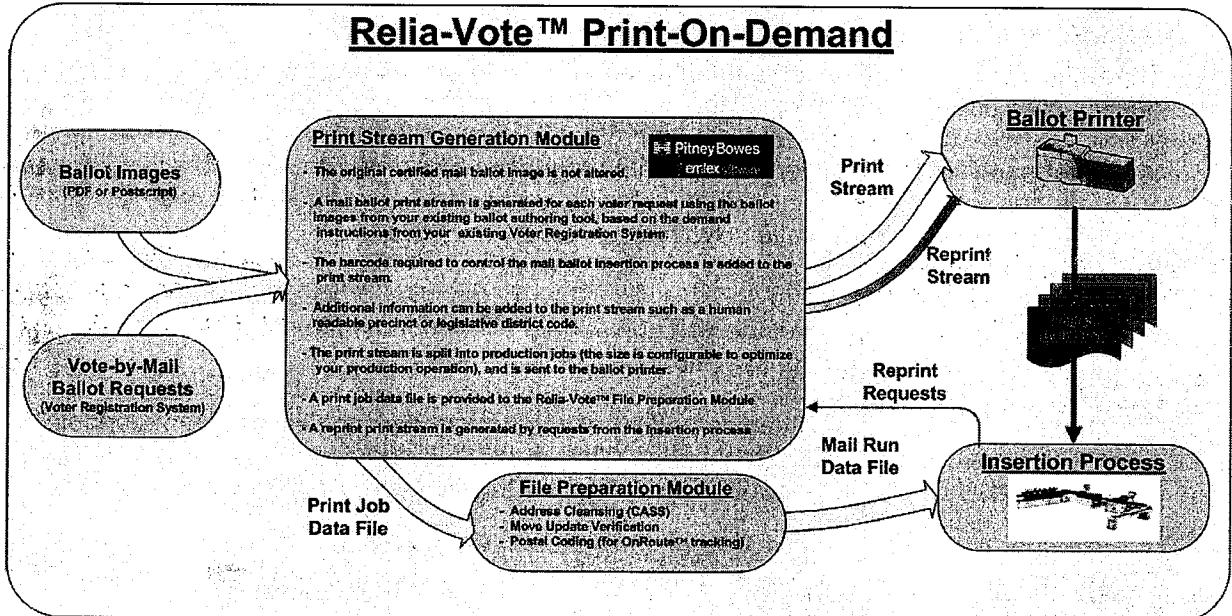 Relia-Vote™ Print-On-Demand
Ballot Images
(PDF or Postscript)
Vote-by-Mail
Ballot Requests
(Voter Registration System)
Print Stream Generation Module
PitneyBowes
emtex
- The original certified mail ballot image is not altered.
- A mail ballot print stream is generated for each voter request using the ballot
images from your existing ballot authoring tool, based on the demand
instructions from your existing Voter Registration System.
- The barcode required to control the mail ballot insertion process is added to the
print stream.
- Additional information can be added to the print stream such as a human
readable precinct or legislative district code.
- The print stream is split into production jobs (the size is configurable to optimize
your production operation), and is sent to the ballot printer.
- A print job data file is provided to the Relia-Vote™ File Preparation Module
- A reprint print stream is generated by requests from the insertion process
Print
Stream
Reprint
Stream
Ballot Printer
Reprint
Requests
Mail Run
Data File
Insertion Process
Print Job
Data File
File Preparation Module
- Address Cleansing (CASS)
- Move Update Verification
- Postal Coding (for OnRoute™ tracking)